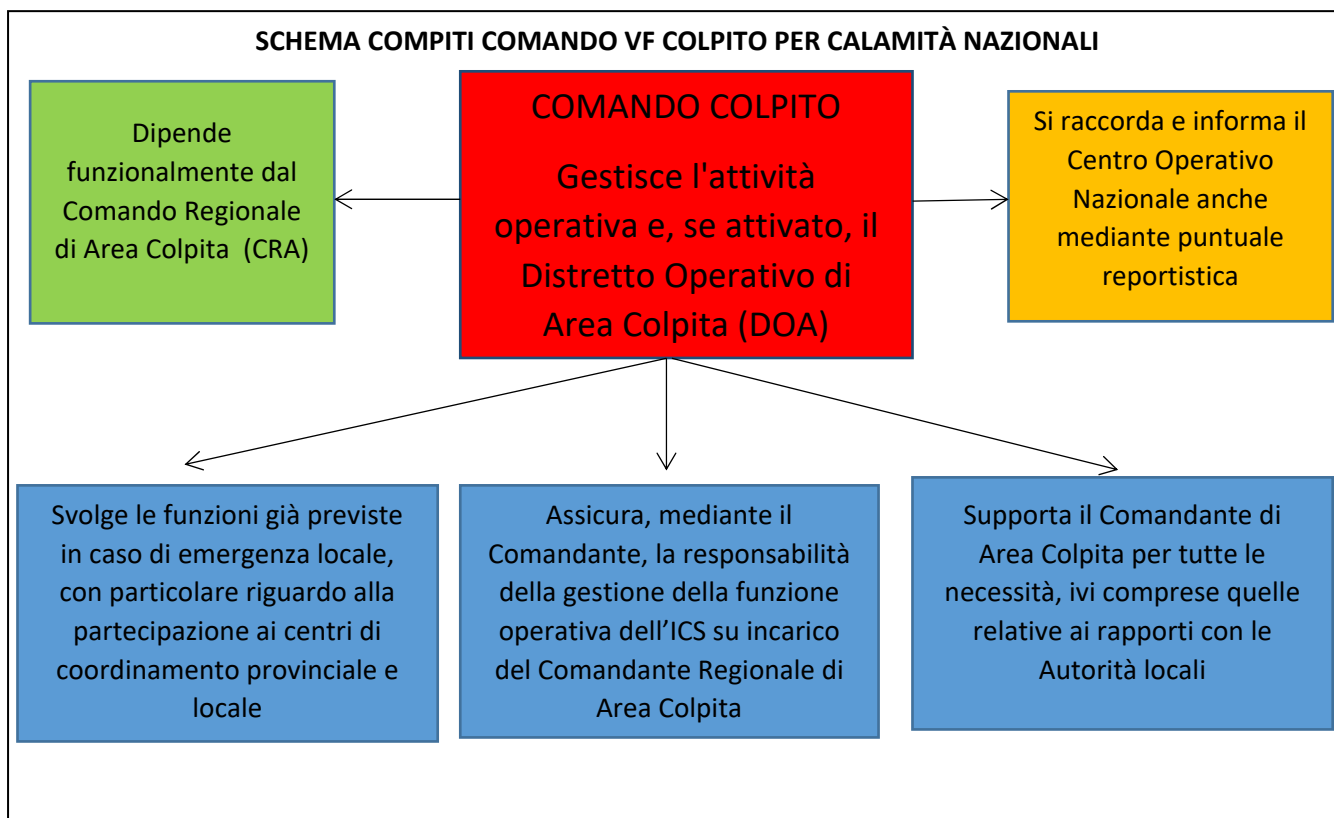 SCHEMA COMPITI COMANDO VF COLPITO PER CALAMITÀ NAZIONALI
Dipende
funzionalmente dal
Comando Regionale
di Area Colpita (CRA)
COMANDO COLPITO
Gestisce l'attività
operativa e, se attivato, il
Distretto Operativo di
Area Colpita (DOA)
Si raccorda e informa il
Centro Operativo
Nazionale anche
mediante puntuale
reportistica
Svolge le funzioni già previste
in caso di emergenza locale,
con particolare riguardo alla
partecipazione ai centri di
coordinamento provinciale e
locale
Assicura, mediante il
Comandante, la responsabilità
della gestione della funzione
operativa dell’ICS su incarico
del Comandante Regionale di
Area Colpita
Supporta il Comandante di
Area Colpita per tutte le
necessità, ivi comprese quelle
relative ai rapporti con le
Autorità locali